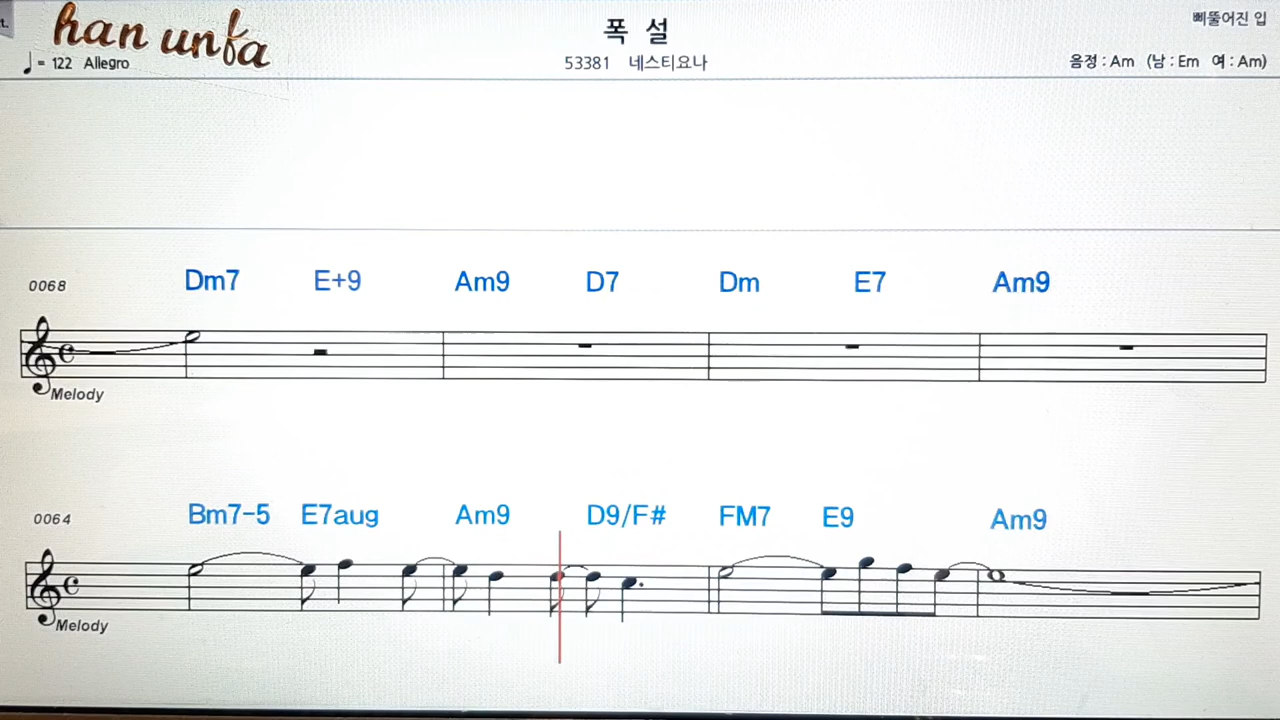 t.
han unfa
폭 설
삐뚤어진 입
♩ = 122 Allegro
53381 네스티요나
음정 : Am (남 : Em 여 : Am)
0068 Dm7 E+9 Am9 D7 Dm E7 Am9
Melody
0064 Bm7-5 E7aug Am9 D9/F# FM7 E9 Am9
Melody